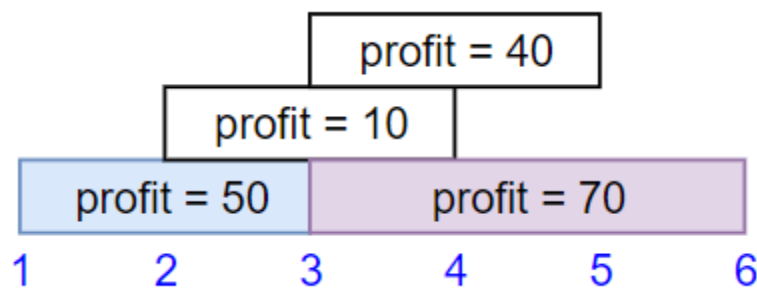 profit = 40
profit = 10
profit = 50 profit = 70
1 2 3 4 5 6